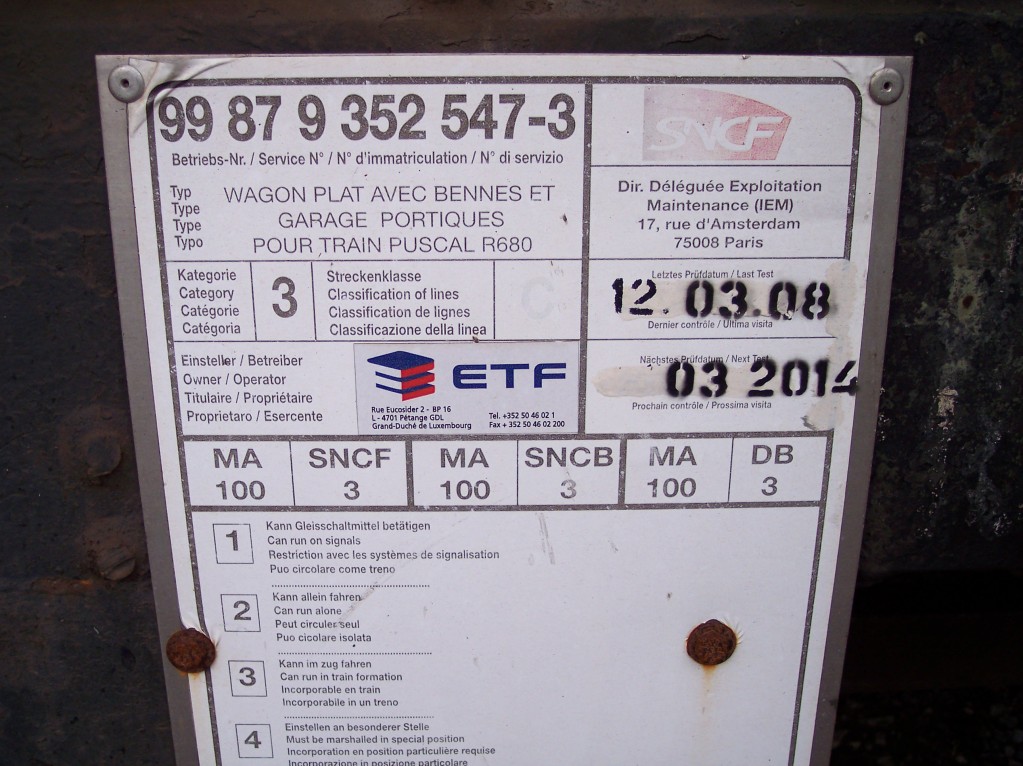 99 87 9 352 547-3
Betriebs-Nr. / Service N° / N° d'immatriculation / N° di servizio
SNCF
Typ
Type
Type
Typo
WAGON PLAT AVEC BENNES ET
GARAGE PORTIQUES
POUR TRAIN PUSCAL R680
Dir. Déléguée Exploitation
Maintenance (IEM)
17, rue d'Amsterdam
75008 Paris
Kategorie
Category
Catégorie
Catégoria
3
Streckenklasse
Classification of lines
Classification de lignes
Classificazione della linea
C
Letztes Prüfdatum / Last Test
12. 03.08
Dernier contrôle / Ultima visita
Einsteller / Betreiber
Owner / Operator
Titulaire / Propriétaire
Proprietaro / Esercente
ETF
Rue Eucosider 2 - BP 16
L - 4701 Pétange GDL
Grand-Duché de Luxembourg
Tel. +352 50 46 02 1
Fax + 352 50 46 02 200
Nächstes Prüfdatum / Next Test
03 2014
Prochain contrôle / Prossima visita
MA SNCF MA SNCB MA DB
100 3 100 3 100 3
1
Kann Gleisschaltmittel betätigen
Can run on signals
Restriction avec les systèmes de signalisation
Puo circolare come treno
2
Kann allein fahren
Can run alone
Peut circuler seul
Puo cicolare isolata
3
Kann im zug fahren
Can run in train formation
Incorporable en train
Incorporabile in un treno
4
Einstellen an besonderer Stelle
Must be marshalled in special position
Incorporation en position particulière requise
Incorporazione in posizione particolare